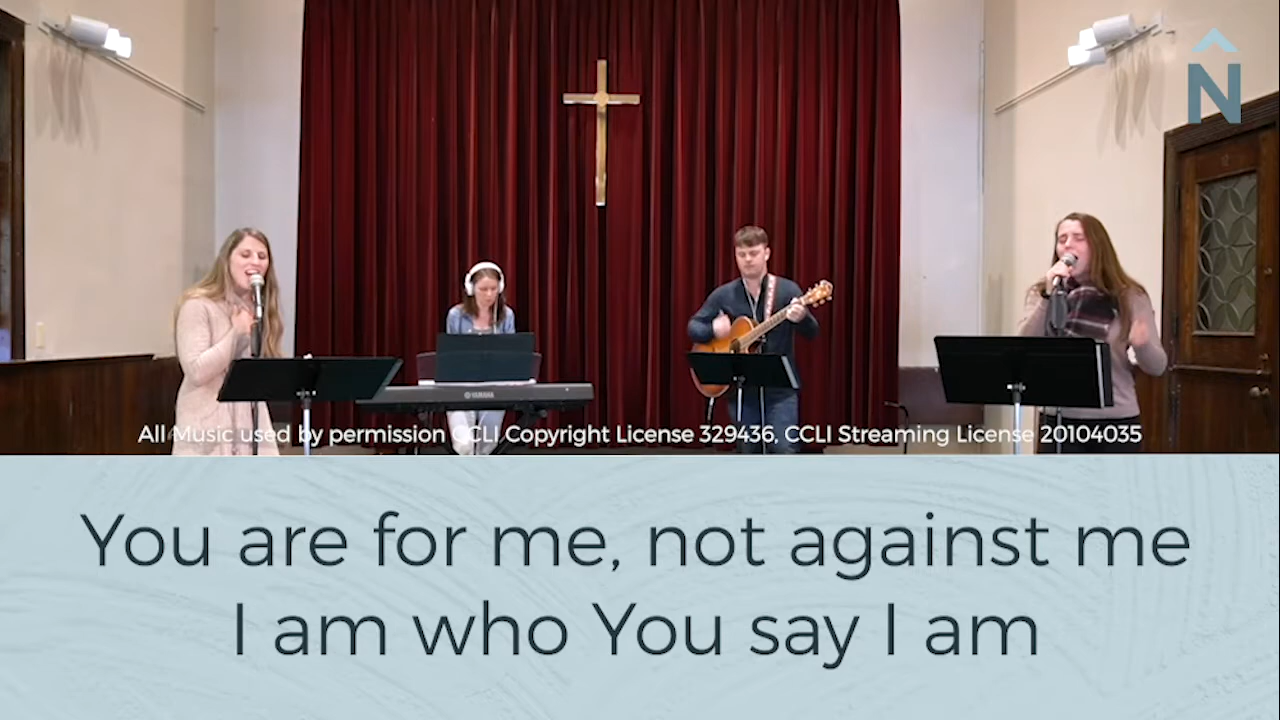 N
YAMAHA
All Music used by permission CCLI Copyright License 329436, CCLI Streaming License 20104035
You are for me, not against me
I am who You say I am